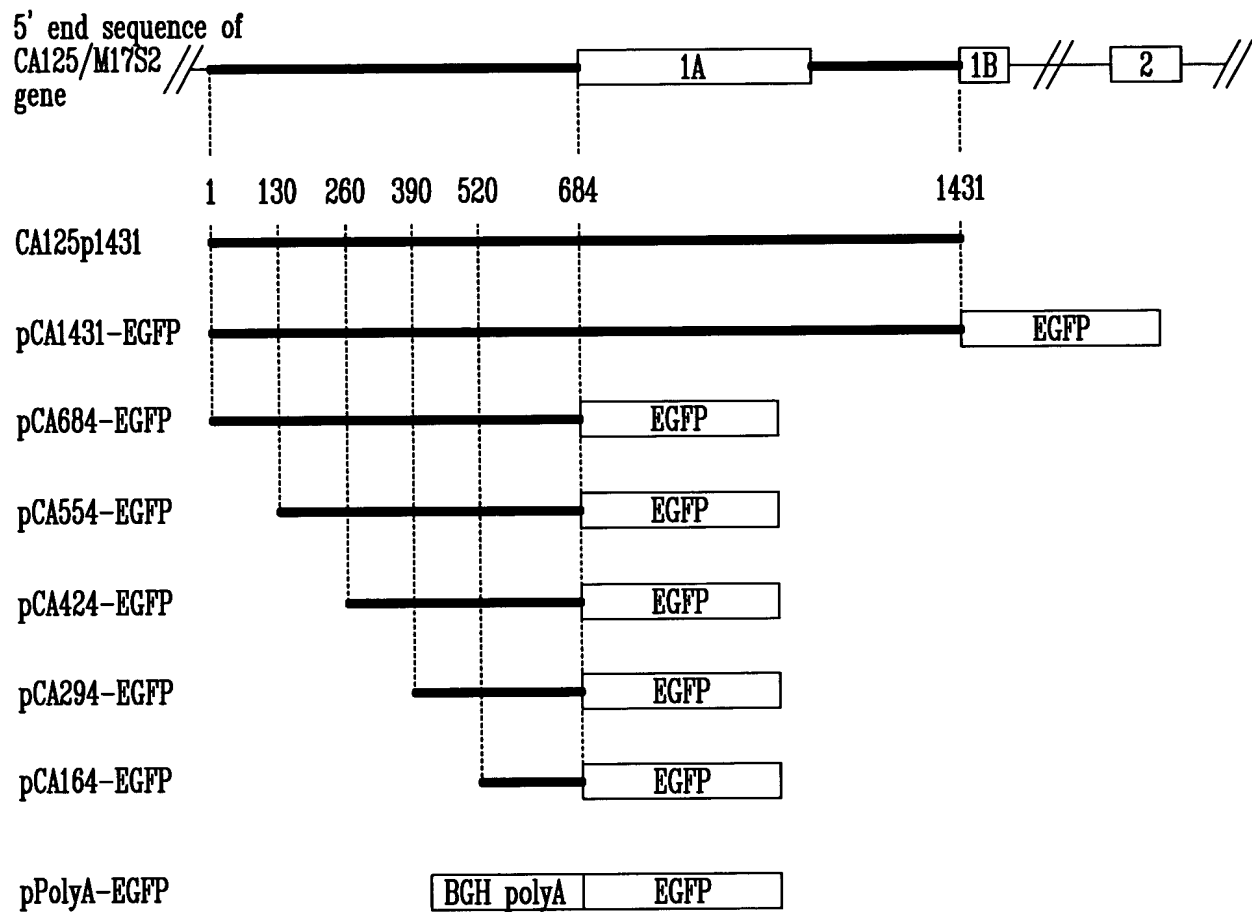 5' end sequence of
CA125/M17S2
gene
1A
1B
2
1 130 260 390 520 684 1431
CA125p1431
pCA1431-EGFP
EGFP
pCA684-EGFP
EGFP
pCA554-EGFP
EGFP
pCA424-EGFP
EGFP
pCA294-EGFP
EGFP
pCA164-EGFP
EGFP
pPolyA-EGFP
BGH polyA
EGFP